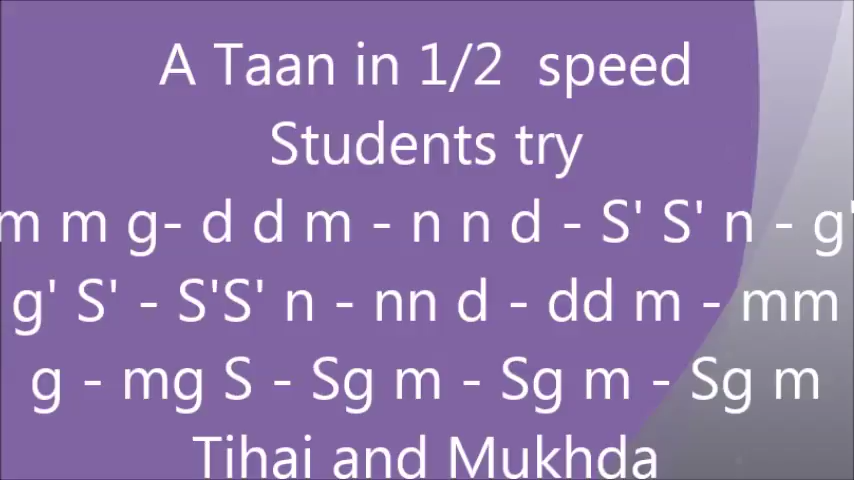 A Taan in 1/2 speed
Students try
m m g- d d m - n n d - S' S' n - g'
g' S' - S'S' n - nn d - dd m - mm
g - mg S - Sg m - Sg m - Sg m
Tihai and Mukhda